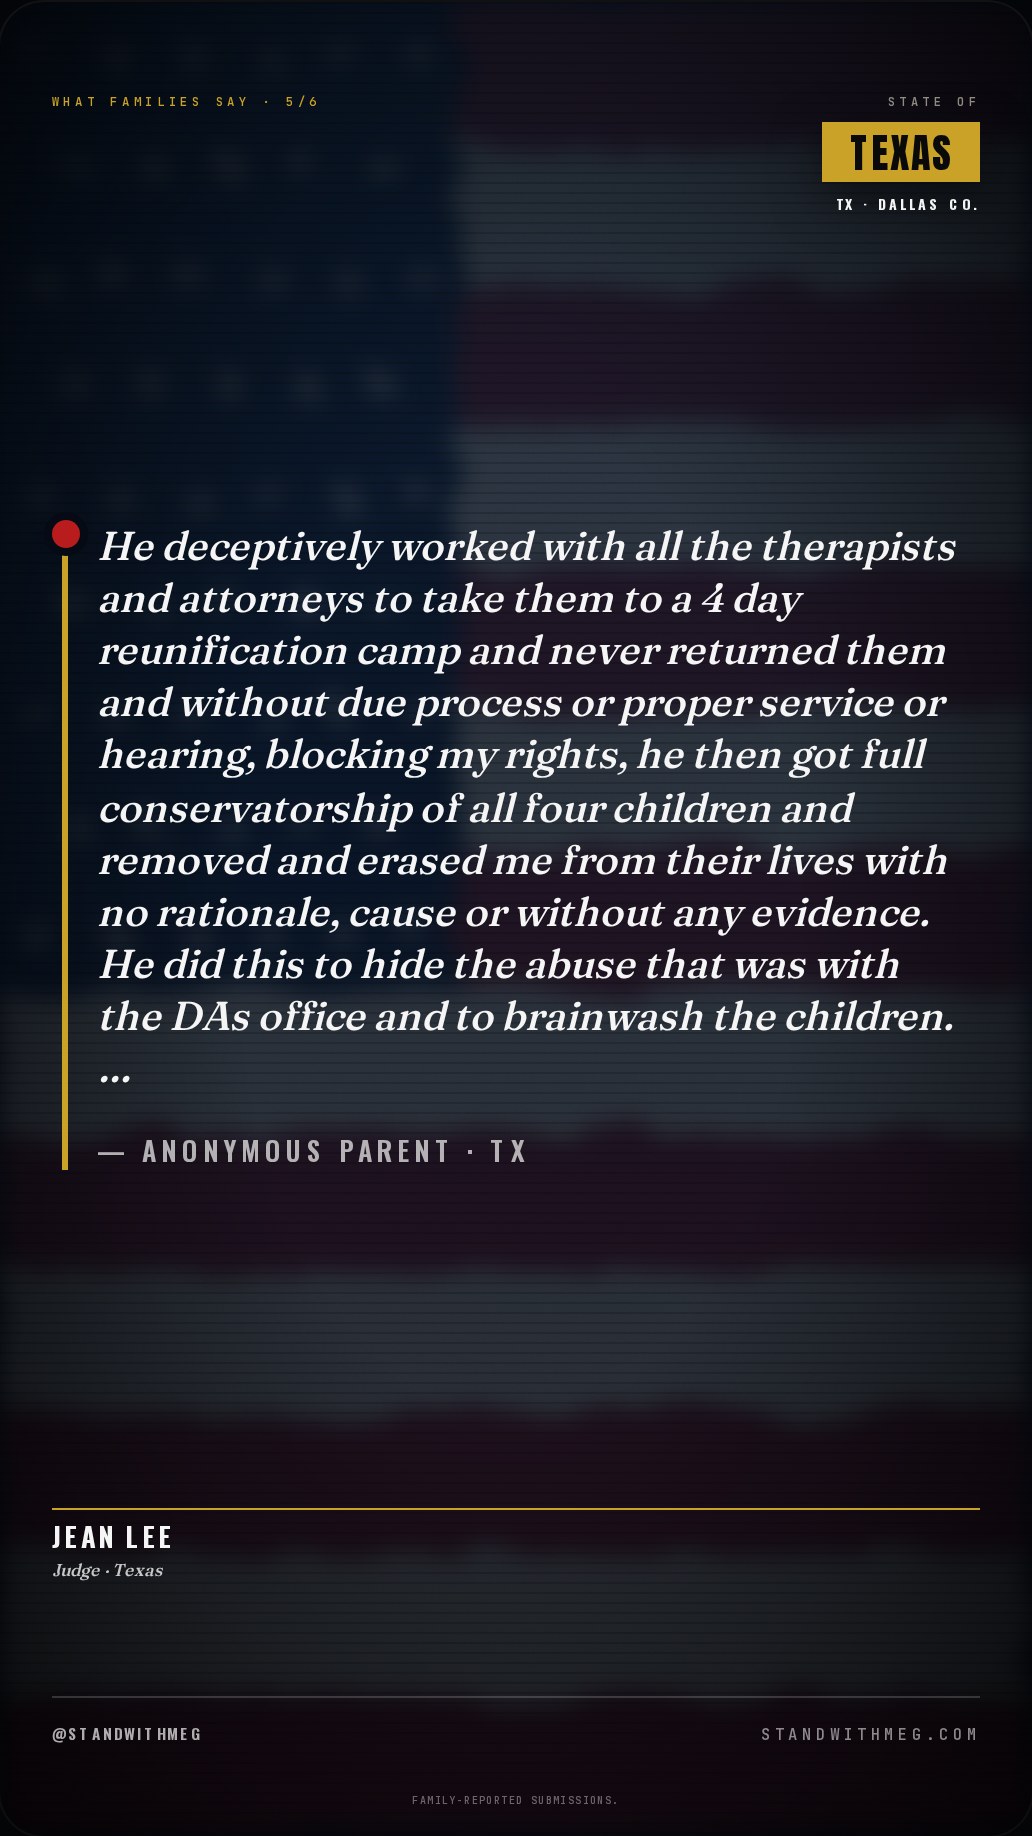 WHAT FAMILIES SAY · 5/6
STATE OF
TEXAS
TX · DALLAS CO.
He deceptively worked with all the therapists
and attorneys to take them to a 4 day
reunification camp and never returned them
and without due process or proper service or
hearing, blocking my rights, he then got full
conservatorship of all four children and
removed and erased me from their lives with
no rationale, cause or without any evidence.
He did this to hide the abuse that was with
the DAs office and to brainwash the children.
...
— ANONYMOUS PARENT · TX
JEAN LEE
Judge · Texas
@STANDWITHMEG
STANDWITHMEG.COM
FAMILY-REPORTED SUBMISSIONS.